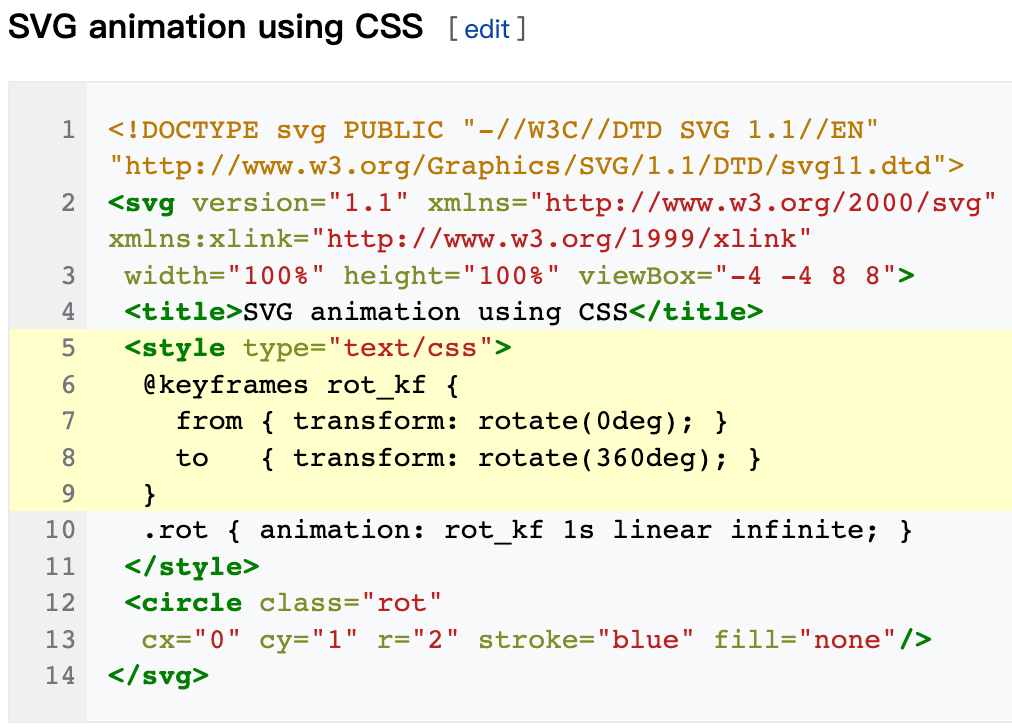 SVG animation using CSS [ edit ]
1 <!DOCTYPE svg PUBLIC "-//W3C//DTD SVG 1.1//EN"
"http://www.w3.org/Graphics/SVG/1.1/DTD/svg11.dtd">
2 <svg version="1.1" xmlns="http://www.w3.org/2000/svg"
xmlns:xlink="http://www.w3.org/1999/xlink"
3  width="100%" height="100%" viewBox="-4 -4 8 8">
4  <title>SVG animation using CSS</title>
5  <style type="text/css">
6   @keyframes rot_kf {
7     from { transform: rotate(0deg); }
8     to   { transform: rotate(360deg); }
9   }
10   .rot { animation: rot_kf 1s linear infinite; }
11  </style>
12  <circle class="rot"
13   cx="0" cy="1" r="2" stroke="blue" fill="none"/>
14 </svg>